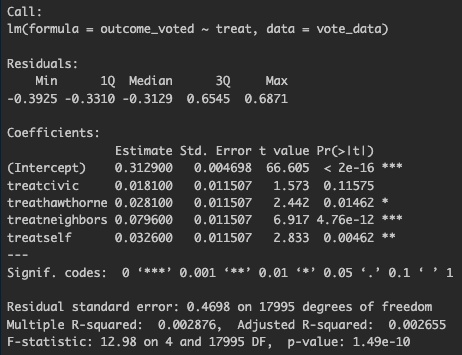 Call:
lm(formula = outcome_voted ~ treat, data = vote_data)
Residuals:
    Min      1Q  Median      3Q     Max
-0.3925 -0.3310 -0.3129  0.6545  0.6871
Coefficients:
               Estimate Std. Error t value Pr(>|t|)
(Intercept)    0.312900   0.004698  66.605  < 2e-16 ***
treatcivic     0.018100   0.011507   1.573  0.11575
treathawthorne 0.028100   0.011507   2.442  0.01462 *
treatneighbors 0.079600   0.011507   6.917 4.76e-12 ***
treatself      0.032600   0.011507   2.833  0.00462 **
---
Signif. codes:  0 ‘***’ 0.001 ‘**’ 0.01 ‘*’ 0.05 ‘.’ 0.1 ‘ ’ 1
Residual standard error: 0.4698 on 17995 degrees of freedom
Multiple R-squared:  0.002876,  Adjusted R-squared:  0.002655
F-statistic: 12.98 on 4 and 17995 DF,  p-value: 1.49e-10